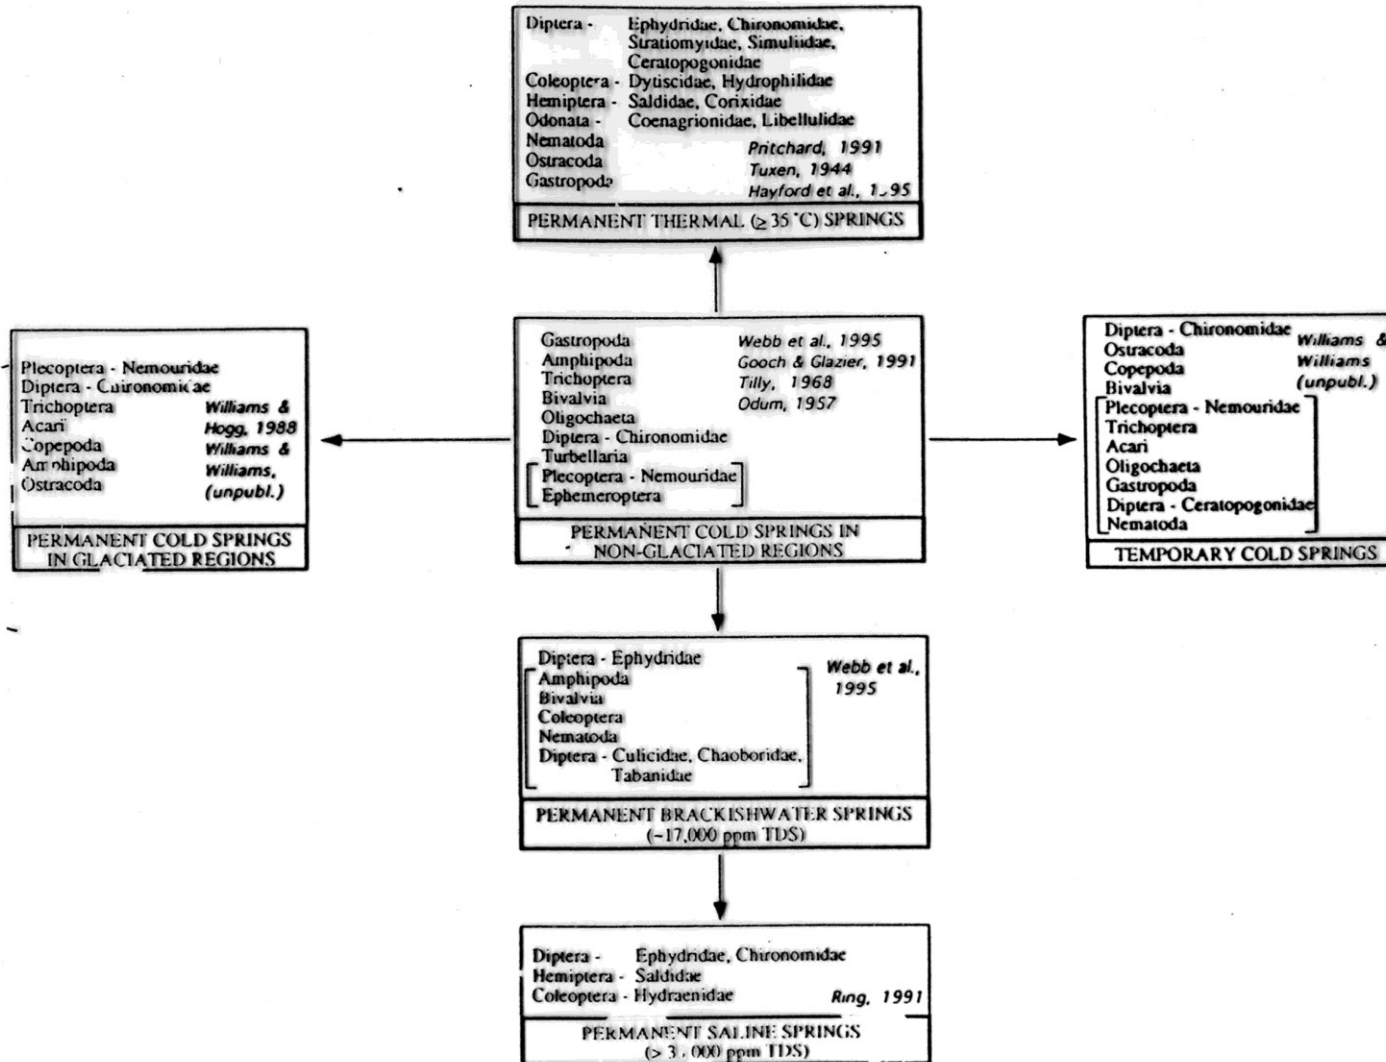 Diptera - Ephydridae, Chironomidae,
Stratiomyidae, Simuliidae,
Ceratopogonidae
Coleoptera - Dytiscidae, Hydrophilidae
Hemiptera - Saldidae, Corixidae
Odonata - Coenagrionidae, Libellulidae
Nematoda
Ostracoda
Gastropoda
Pritchard, 1991
Tuxen, 1944
Hayford et al.,
PERMANENT THERMAL (≥ 35 °C) SPRINGS
Plecoptera - Nemouridae
Diptera - Chironomidae
Trichoptera
Acari
Copepoda
Amphipoda
Ostracoda
Williams &
Hogg, 1988
Williams &
Williams,
(unpubl.)
PERMANENT COLD SPRINGS
IN GLACIATED REGIONS
Gastropoda
Amphipoda
Trichoptera
Bivalvia
Oligochaeta
Diptera - Chironomidae
Turbellaria
[Plecoptera - Nemouridae
Ephemeroptera]
Webb et al., 1995
Gooch & Glazier, 1991
Tilly, 1968
Odum, 1957
PERMANENT COLD SPRINGS IN
NON-GLACIATED REGIONS
Diptera - Chironomidae
Ostracoda
Copepoda
Bivalvia
[Plecoptera - Nemouridae
Trichoptera
Acari
Oligochaeta
Gastropoda
Diptera - Ceratopogonidae
Nematoda]
Williams &
Williams
(unpubl.)
TEMPORARY COLD SPRINGS
Diptera - Ephydridae
[Amphipoda
Bivalvia
Coleoptera
Nematoda
Diptera - Culicidae, Chaoboridae,
Tabanidae]
Webb et al.,
1995
PERMANENT BRACKISHWATER SPRINGS
(~17,000 ppm TDS)
Diptera - Ephydridae, Chironomidae
Hemiptera - Saldidae
Coleoptera - Hydraenidae
Ring, 1991
PERMANENT SALINE SPRINGS
ppm TDS)